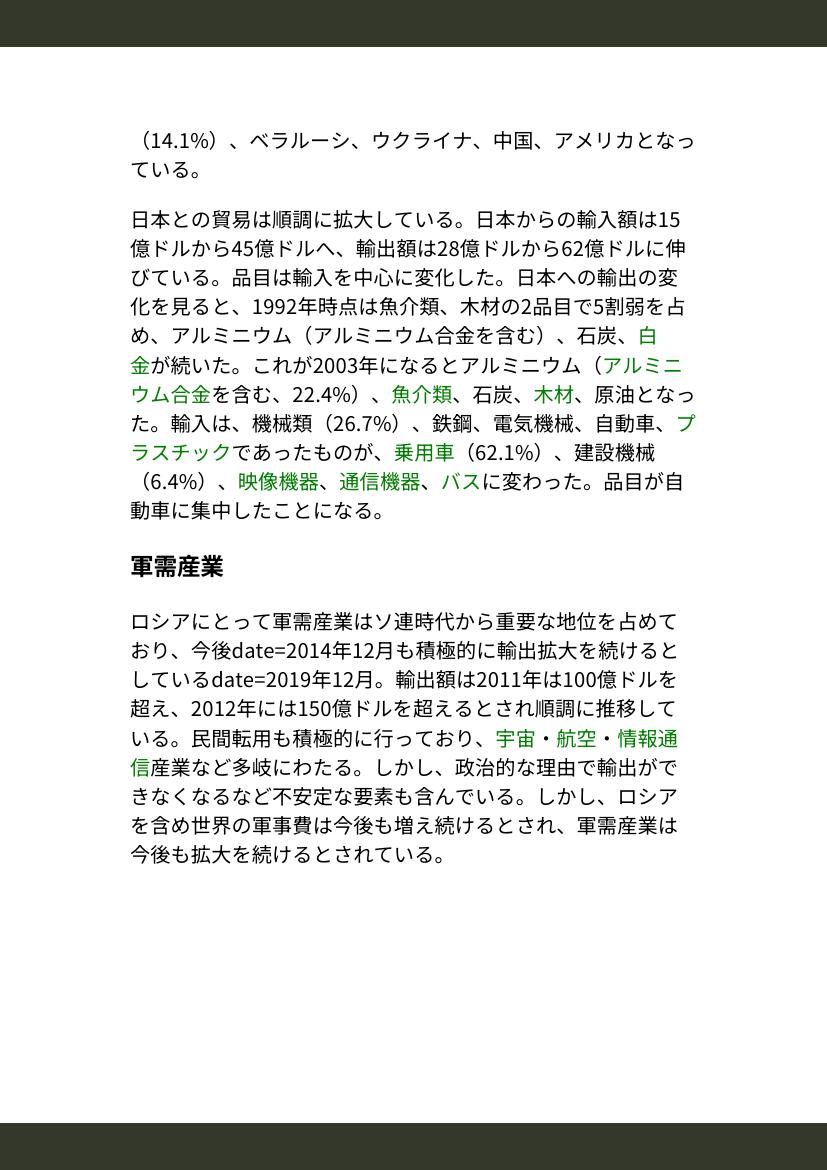 （14.1%）、ベラルーシ、ウクライナ、中国、アメリカとなっ
ている。
日本との貿易は順調に拡大している。日本からの輸入額は15
億ドルから45億ドルへ、輸出額は28億ドルから62億ドルに伸
びている。品目は輸入を中心に変化した。日本への輸出の変
化を見ると、1992年時点は魚介類、木材の2品目で5割弱を占
め、アルミニウム（アルミニウム合金を含む）、石炭、白
金が続いた。これが2003年になるとアルミニウム（アルミニ
ウム合金を含む、22.4%）、魚介類、石炭、木材、原油となっ
た。輸入は、機械類（26.7%）、鉄鋼、電気機械、自動車、プ
ラスチックであったものが、乗用車（62.1%）、建設機械
（6.4%）、映像機器、通信機器、バスに変わった。品目が自
動車に集中したことになる。
軍需産業
ロシアにとって軍需産業はソ連時代から重要な地位を占めて
おり、今後date=2014年12月も積極的に輸出拡大を続けると
しているdate=2019年12月。輸出額は2011年は100億ドルを
超え、2012年には150億ドルを超えるとされ順調に推移して
いる。民間転用も積極的に行っており、宇宙・航空・情報通
信産業など多岐にわたる。しかし、政治的な理由で輸出がで
きなくなるなど不安定な要素も含んでいる。しかし、ロシア
を含め世界の軍事費は今後も増え続けるとされ、軍需産業は
今後も拡大を続けるとされている。